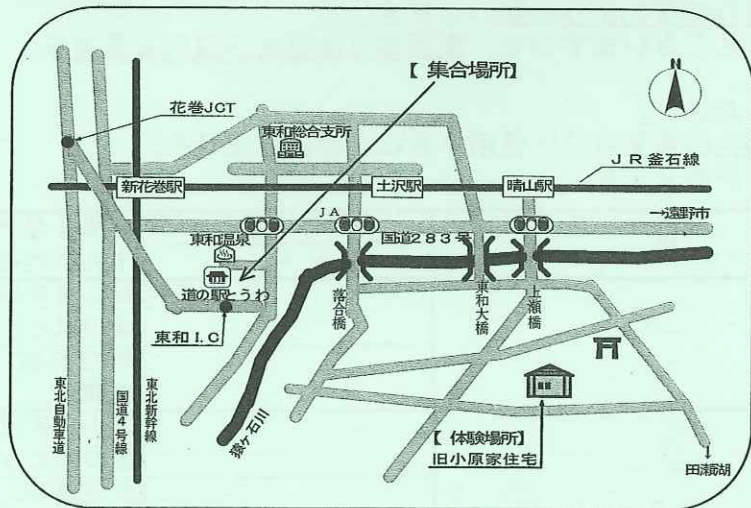 【 集合場所】
N
花巻JCT
東和総合支所
JR釜石線
新花巻駅
土沢駅
晴山駅
JA
→遠野市
東和温泉
国道283号
道の駅とうわ
東和I.C
落合橋
東和大橋
上瀬橋
東北自動車道
国道4号線
東北新幹線
猿ヶ石川
【 体験場所】
旧小原家住宅
↓
田瀬湖